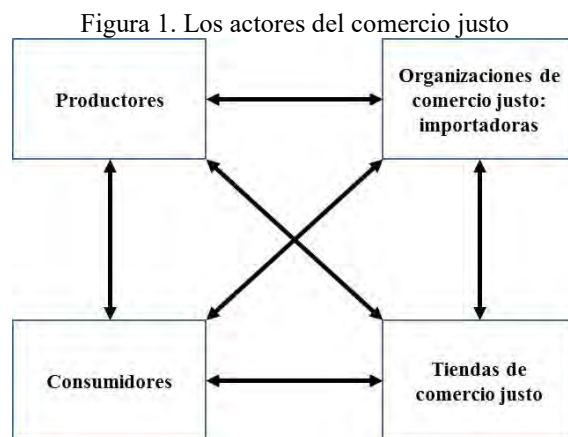 Figura 1. Los actores del comercio justo
Productores
Organizaciones de
comercio justo:
importadoras
Consumidores
Tiendas de
comercio justo